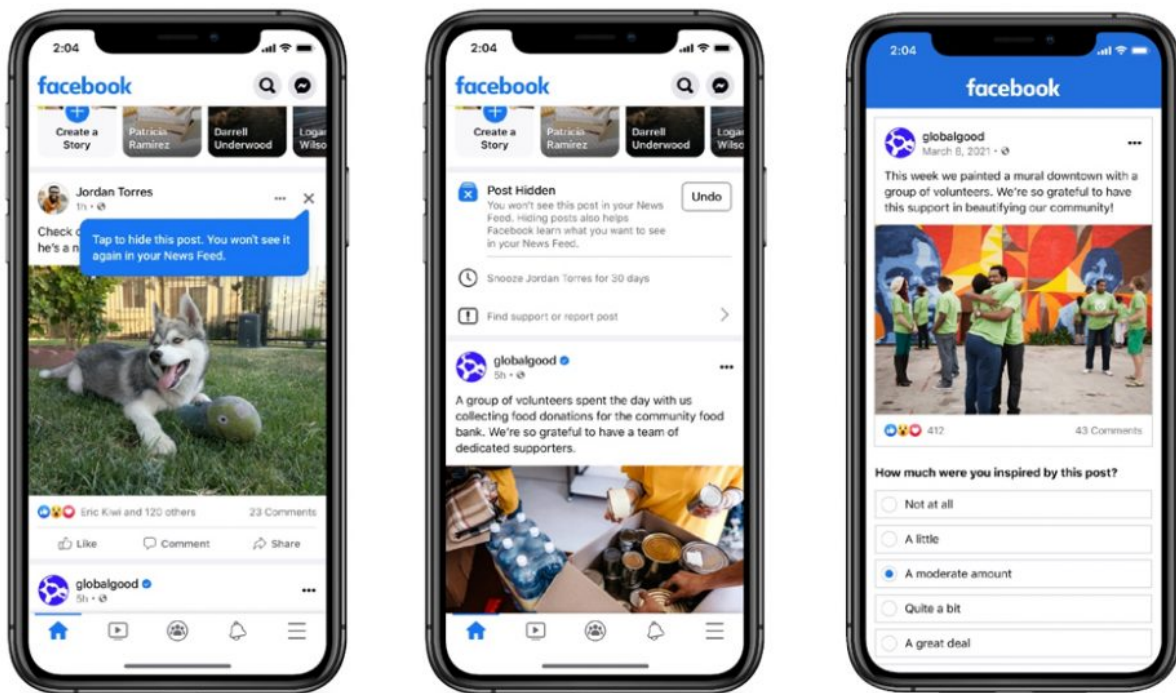 2:04
facebook
Create a
Story
Patricia
Ramirez
Darrell
Underwood
Logan
Wilso
Jordan Torres
1h
Check o
he's a n
Tap to hide this post. You won't see it
again in your News Feed.
Eric Kiwi and 120 others 23 Comments
Like Comment Share
globalgood
5h
2:04
facebook
Create a
Story
Patricia
Ramirez
Darrell
Underwood
Logan
Wilso
Post Hidden
You won't see this post in your News
Feed. Hiding posts also helps
Facebook learn what you want to see
in your News Feed.
Undo
Snooze Jordan Torres for 30 days
Find support or report post
globalgood
5h
A group of volunteers spent the day with us
collecting food donations for the community food
bank. We're so grateful to have a team of
dedicated supporters.
2:04
facebook
globalgood
March 8, 2021
This week we painted a mural downtown with a
group of volunteers. We're so grateful to have
this support in beautifying our community!
412 43 Comments
How much were you inspired by this post?
Not at all
A little
A moderate amount
Quite a bit
A great deal